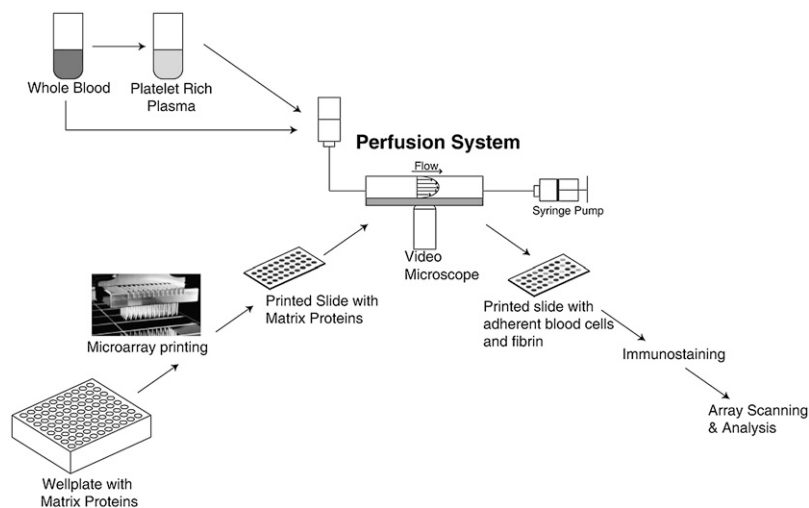 Whole Blood
Platelet Rich
Plasma
Perfusion System
Flow
Syringe Pump
Video
Microscope
Printed Slide with
Matrix Proteins
Printed slide with
adherent blood cells
and fibrin
Microarray printing
Immunostaining
Array Scanning
& Analysis
Wellplate with
Matrix Proteins